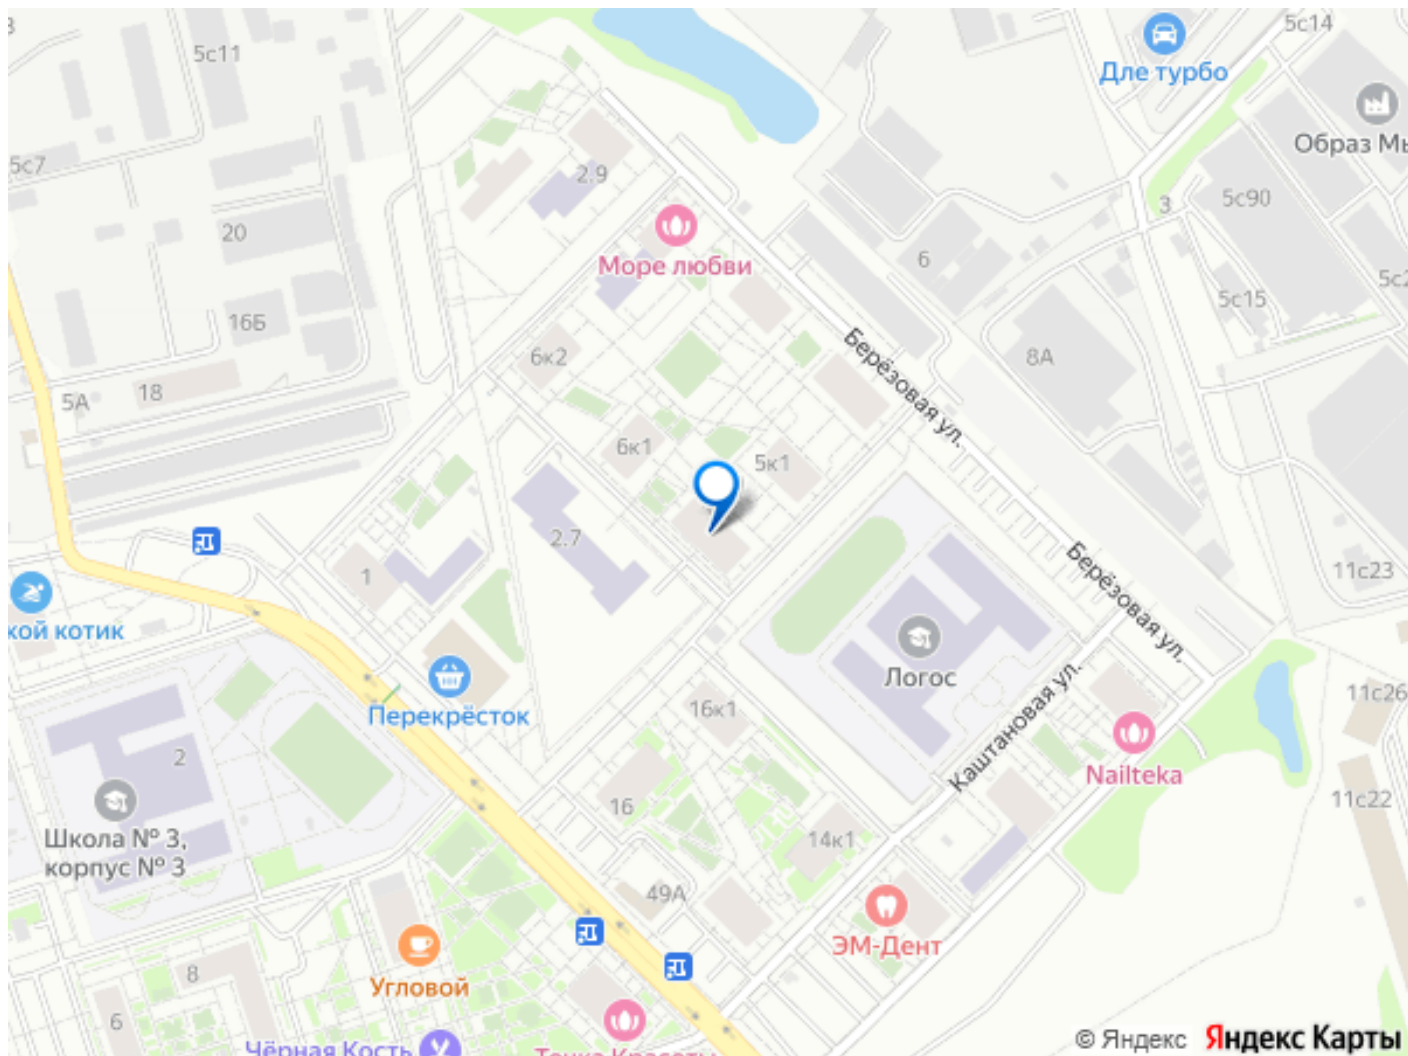 5с14
5с11
Дле турбо
Образ Мы
5с7
2.9
5с90
3
20
6
Море любви
5с15
16Б
6к2
Берёзовая ул.
8А
18
5А
6к1
5к1
2.7
11с23
1
Берёзовая ул.
кой котик
Логос
11с26
Перекрёсток
16к1
Каштановая ул.
Nailteka
2
16
11с22
Школа № 3,
корпус № 3
14к1
49А
ЭМ-Дент
Угловой
8
6
Чёрная Кость
Точка Красоты
© Яндекс Яндекс Карты